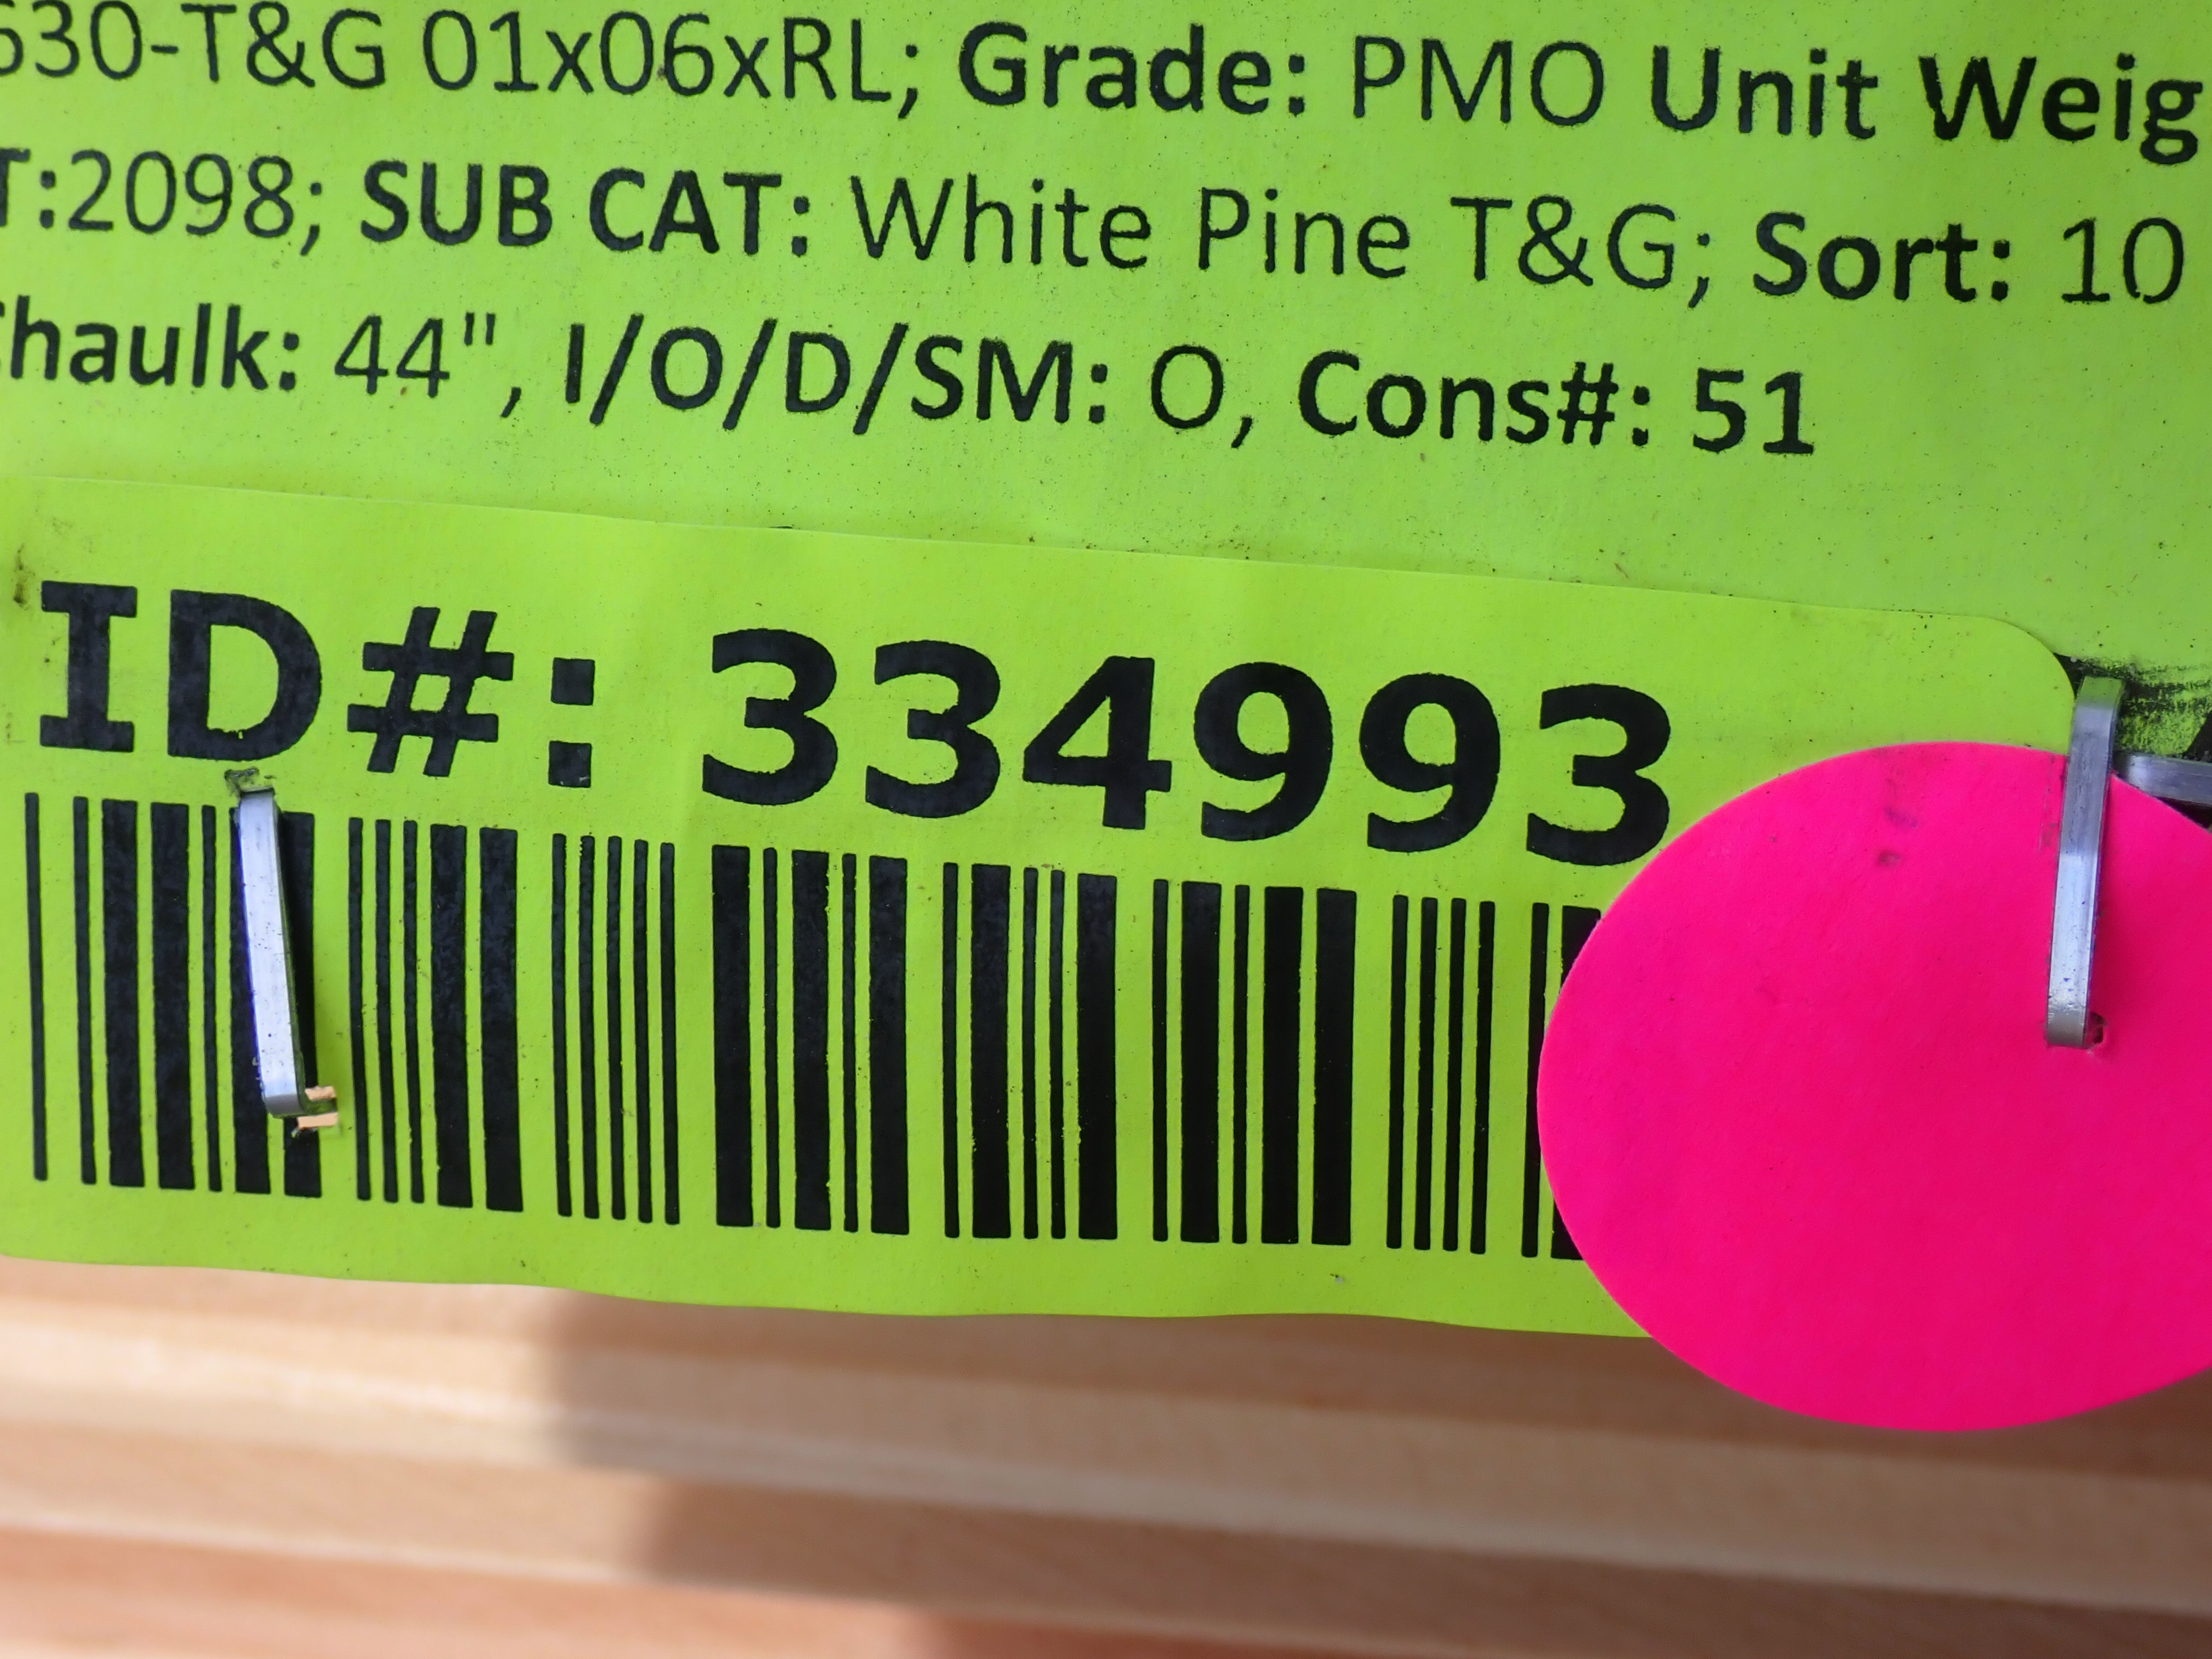 630-T&G 01x06xRL; Grade: PMO Unit Weig
T:2098; SUB CAT: White Pine T&G; Sort: 10
haulk: 44", I/O/D/SM: O, Cons#: 51
ID#: 334993